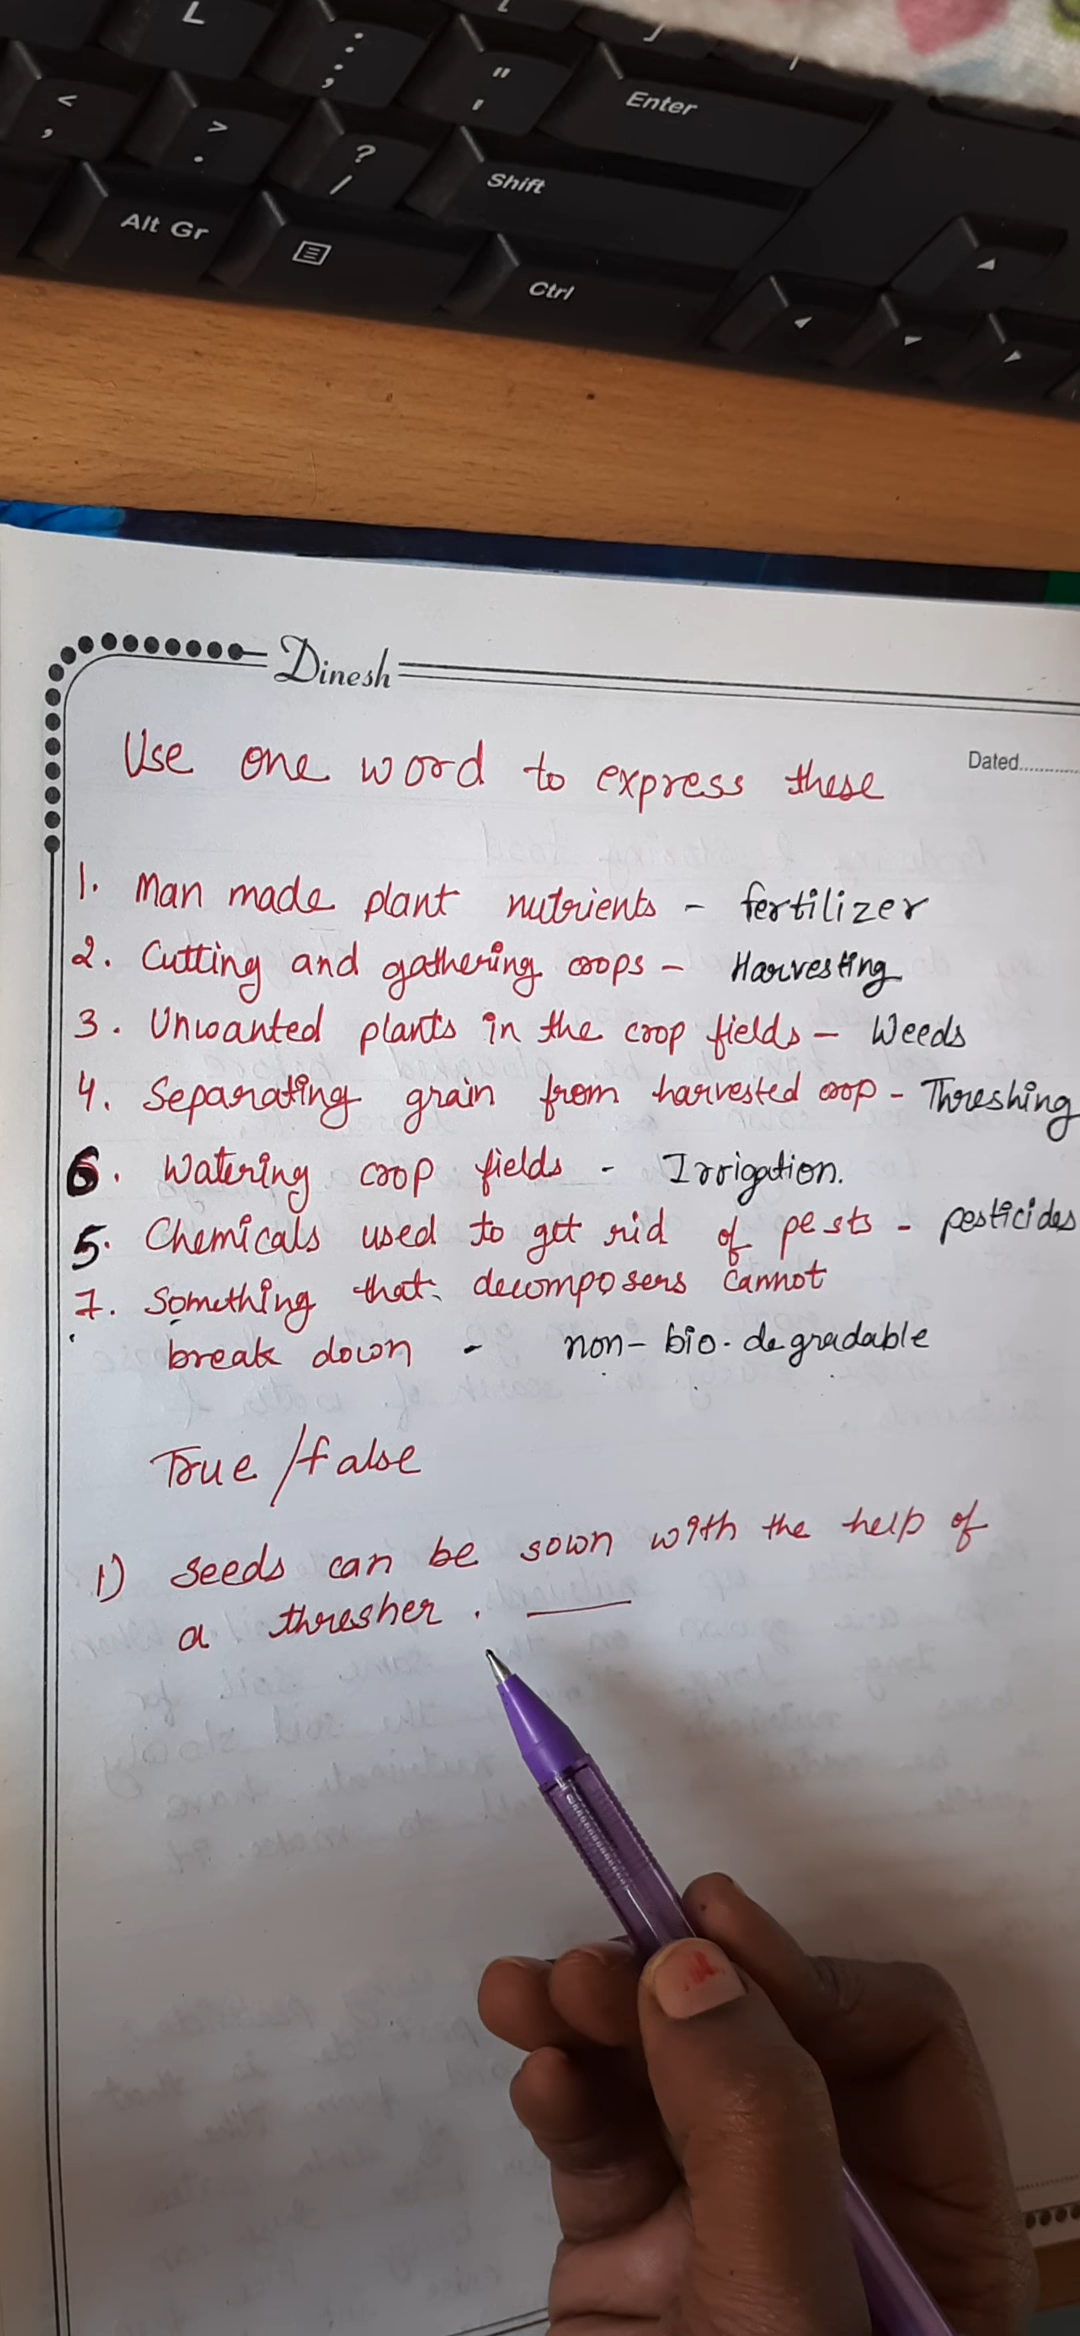 L
: ;
" '
Enter
< ,
> .
? /
Shift
Alt Gr
Ctrl
Dinesh
Dated............
Use one word to express these
1. Man made plant nutrients - fertilizer
2. Cutting and gathering crops - Harvesting
3. Unwanted plants in the crop fields - Weeds
4. Separating grain from harvested crop - Threshing
6. Watering crop fields - Irrigation.
5. Chemicals used to get rid of pests - pesticides
7. Something that decomposers cannot
break down - non-bio-degradable
True/false
1) Seeds can be sown with the help of
a thresher. ____